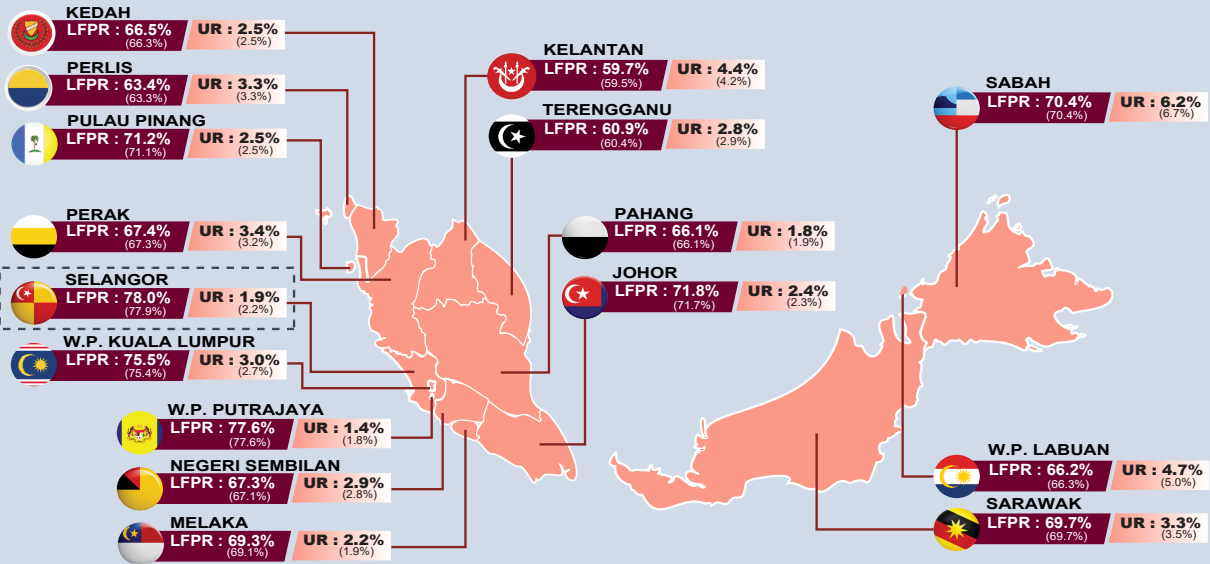 KEDAH
LFPR : 66.5% UR : 2.5%
(66.3%) (2.5%)
PERLIS
LFPR : 63.4% UR : 3.3%
(63.3%) (3.3%)
PULAU PINANG
LFPR : 71.2% UR : 2.5%
(71.1%) (2.5%)
PERAK
LFPR : 67.4% UR : 3.4%
(67.3%) (3.2%)
SELANGOR
LFPR : 78.0% UR : 1.9%
(77.9%) (2.2%)
W.P. KUALA LUMPUR
LFPR : 75.5% UR : 3.0%
(75.4%) (2.7%)
W.P. PUTRAJAYA
LFPR : 77.6% UR : 1.4%
(77.6%) (1.8%)
NEGERI SEMBILAN
LFPR : 67.3% UR : 2.9%
(67.1%) (2.8%)
MELAKA
LFPR : 69.3% UR : 2.2%
(69.1%) (1.9%)
KELANTAN
LFPR : 59.7% UR : 4.4%
(59.5%) (4.2%)
TERENGGANU
LFPR : 60.9% UR : 2.8%
(60.4%) (2.9%)
PAHANG
LFPR : 66.1% UR : 1.8%
(66.1%) (1.9%)
JOHOR
LFPR : 71.8% UR : 2.4%
(71.7%) (2.3%)
SABAH
LFPR : 70.4% UR : 6.2%
(70.4%) (6.7%)
W.P. LABUAN
LFPR : 66.2% UR : 4.7%
(66.3%) (5.0%)
SARAWAK
LFPR : 69.7% UR : 3.3%
(69.7%) (3.5%)